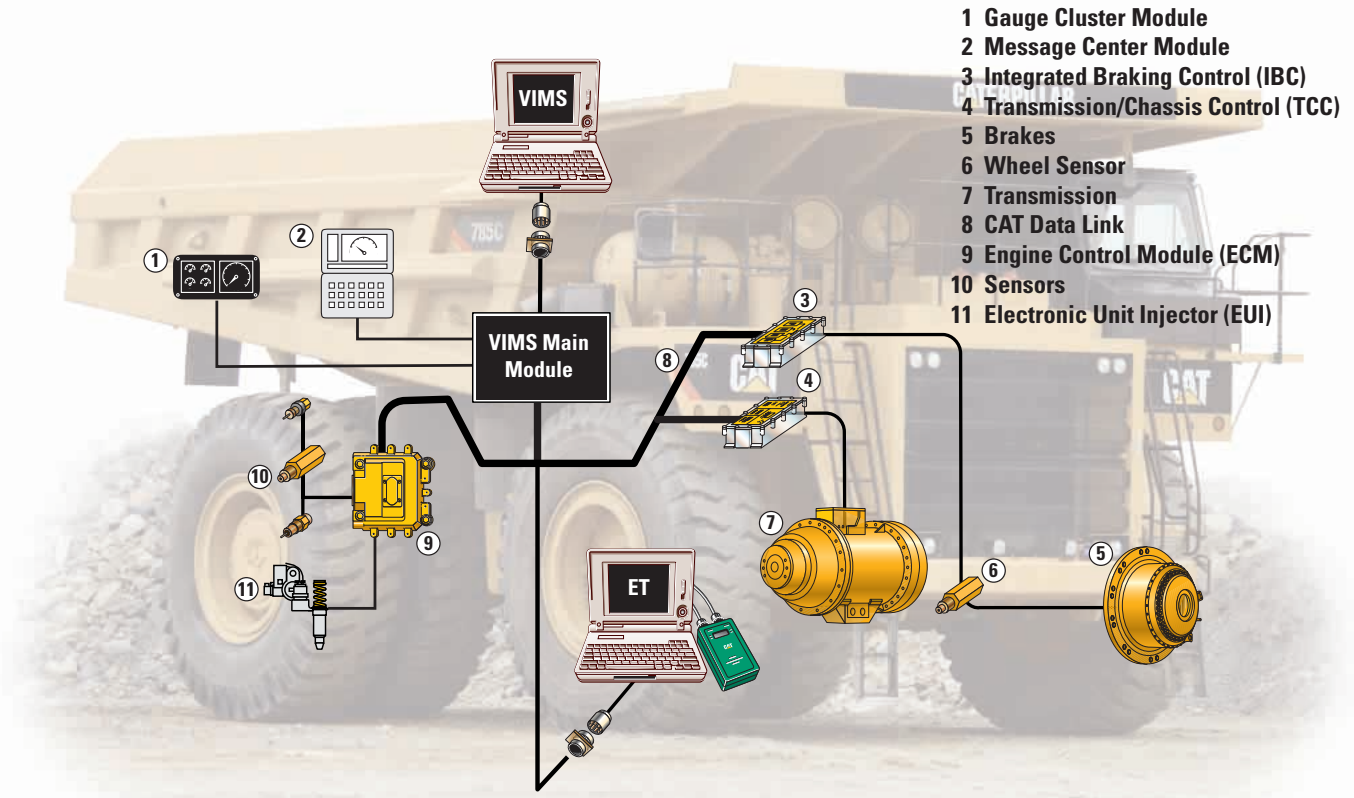 1 Gauge Cluster Module
2 Message Center Module
3 Integrated Braking Control (IBC)
4 Transmission/Chassis Control (TCC)
5 Brakes
6 Wheel Sensor
7 Transmission
8 CAT Data Link
9 Engine Control Module (ECM)
10 Sensors
11 Electronic Unit Injector (EUI)
CATERPILLAR
VIMS
785C
2
1
3
VIMS Main
Module
8
5C
CAT
CAT
4
10
9
7
11
ET
6
5